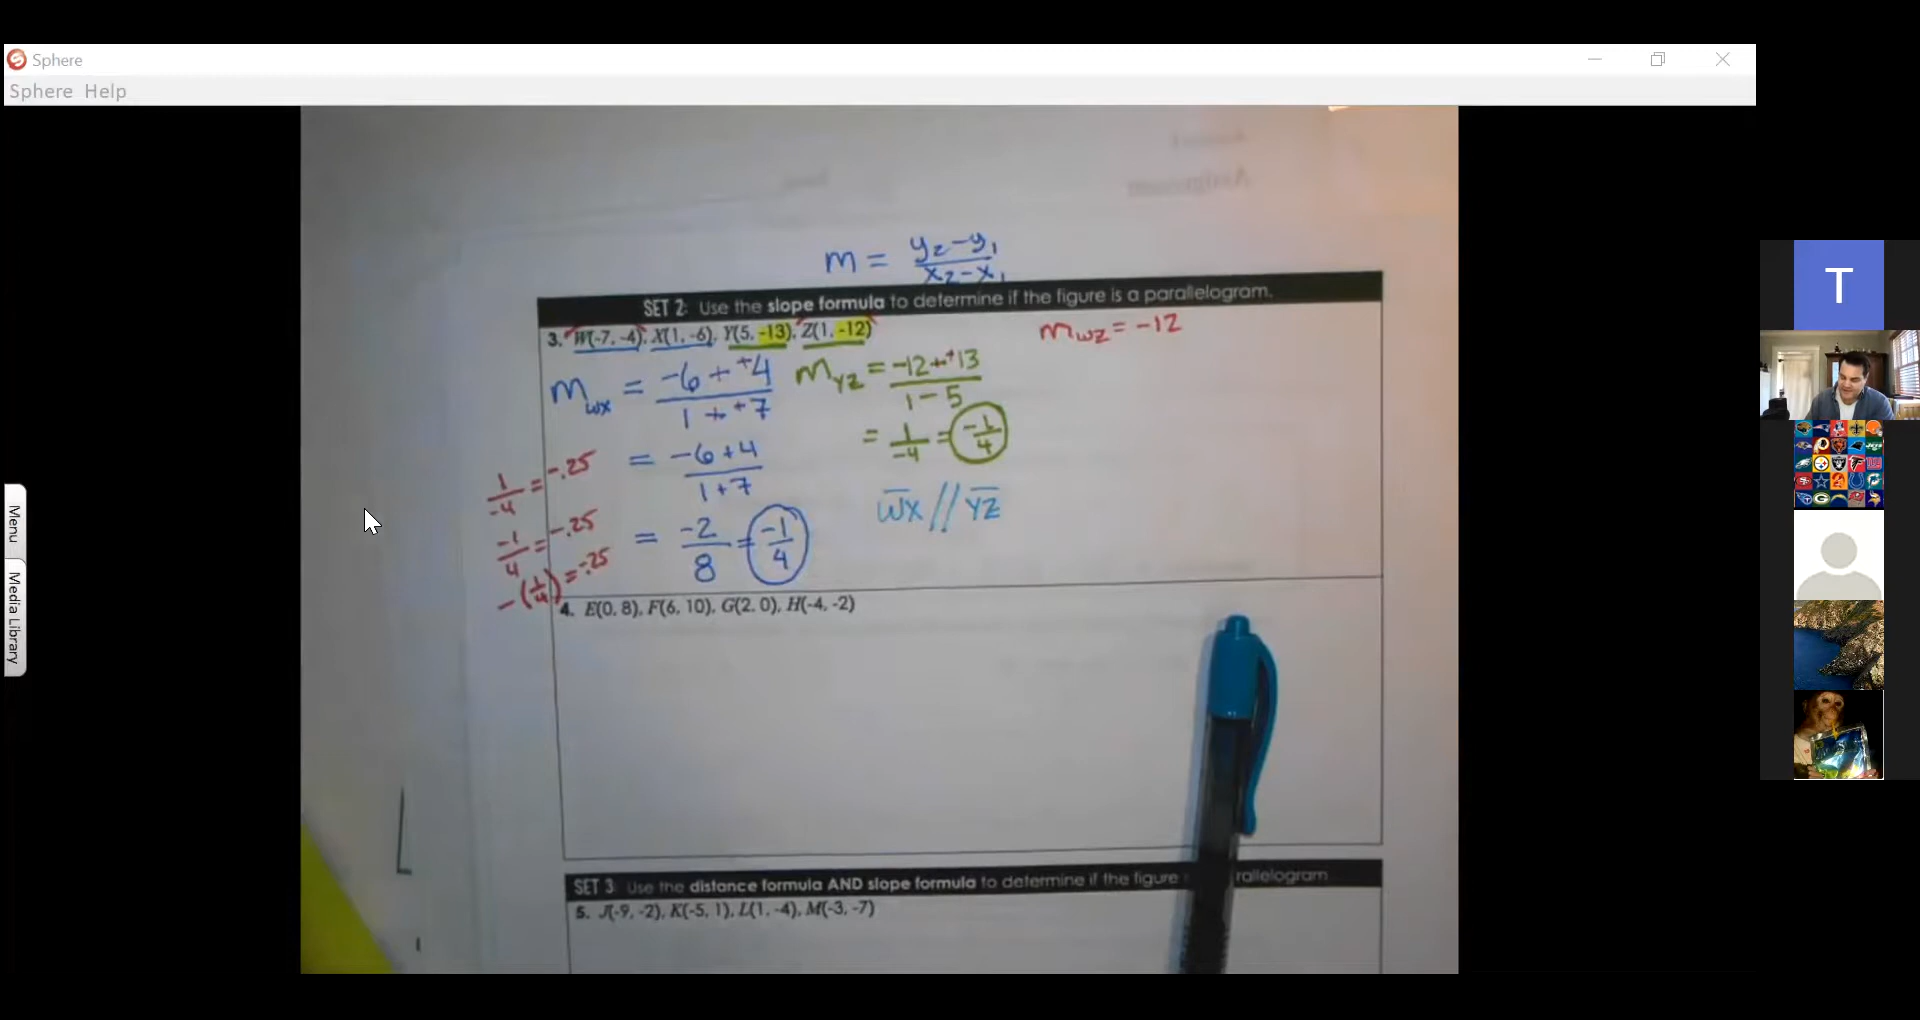 Sphere
Sphere Help
Menu
Media Library
Assignment
m = y₂-y₁ / x₂-x₁
SET 2: Use the slope formula to determine if the figure is a parallelogram.
3. W(-7, -4), X(1, -6), Y(5, -13), Z(1, -12)
m_WX = -6 + +4 / 1 + +7
= -6+4 / 1+7
= -2/8 = -1/4
m_YZ = -12 + +13 / 1 - 5
= 1/-4 = -1/4
WX // YZ
m_WZ = -12
1/-4 = -.25
-1/4 = -.25
-(1/4) = -.25
4. E(0, 8), F(6, 10), G(2, 0), H(-4, -2)
SET 3: Use the distance formula AND slope formula to determine if the figure rallelogram
5. J(-9, -2), K(-5, 1), L(1, -4), M(-3, -7)
T